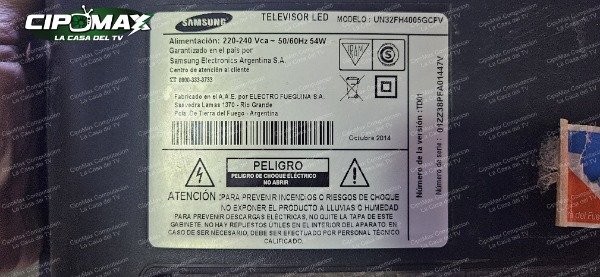 CIPOMAX
LA CASA DEL TV
SAMSUNG
TELEVISOR LED
MODELO : UN32FH4005GCFV
Alimentación: 220-240 Vca ~ 50/60Hz 54W
Garantizado en el país por
Samsung Electronics Argentina S.A.
Centro de atención al cliente
CT 0800-333-3733
Fabricado en el A.A.E. por ELECTRO FUEGUINA S.A.
Saavedra Lamas 1370 - Rio Grande
Pcia. De Tierra del Fuego - Argentina
Octubre 2014
Número de la versión : TD01
Número de serie : 01ZZ3BPFA01447V
PELIGRO
PELIGRO DE CHOQUE ELÉCTRICO
NO ABRIR
ATENCIÓN : PARA PREVENIR INCENDIOS O RIESGOS DE CHOQUE,
NO EXPONER EL PRODUCTO A LLUVIAS O HUMEDAD
PARA PREVENIR DESCARGAS ELÉCTRICAS, NO QUITE LA TAPA DE ESTE
GABINETE. NO HAY REPUESTOS ÚTILES EN EL INTERIOR DEL APARATO. EN
CASO DE SER NECESARIO, DEBE SER EFECTUADO POR PERSONAL TÉCNICO
CALIFICADO.